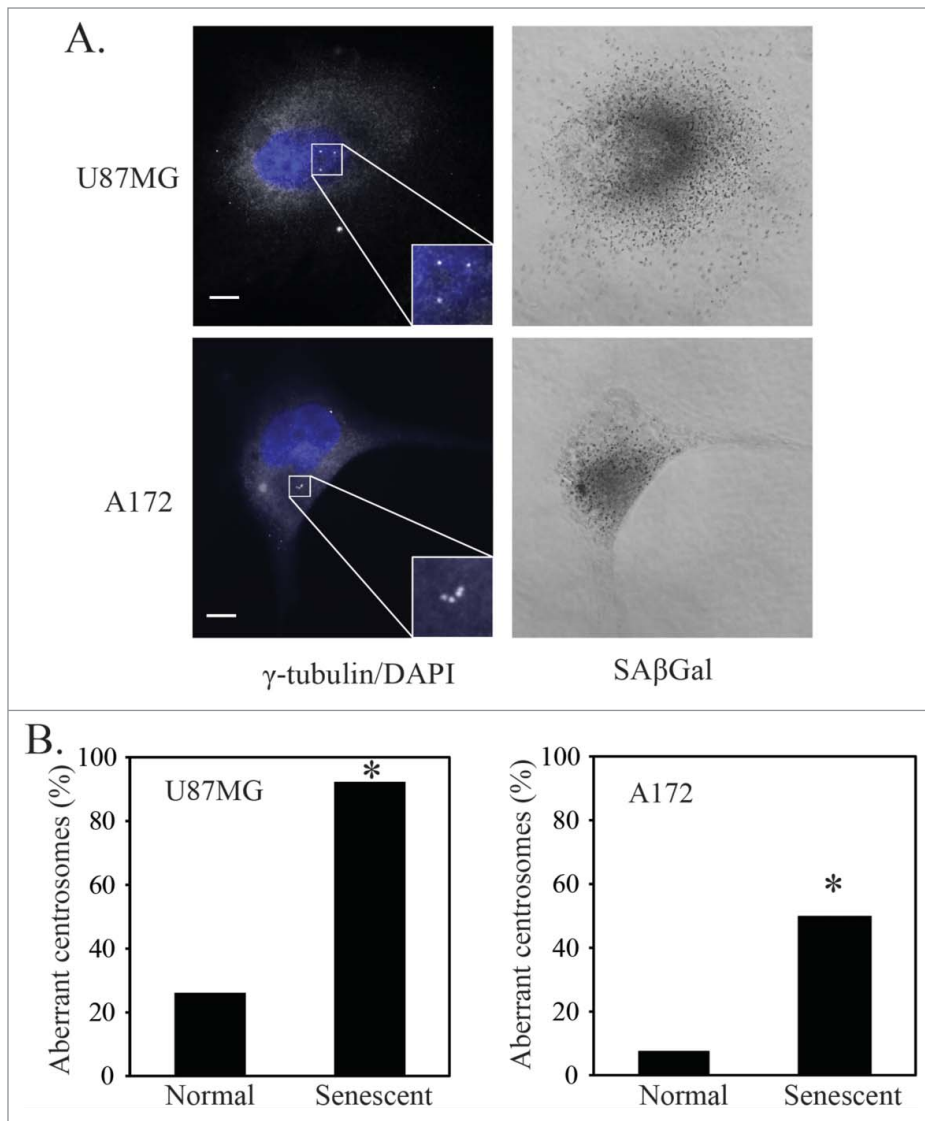 A.
U87MG
A172
γ-tubulin/DAPI SAβGal
B.
Aberrant centrosomes (%)
100
80
60
40
20
0
U87MG
*
Normal Senescent
Aberrant centrosomes (%)
100
80
60
40
20
0
A172
*
Normal Senescent